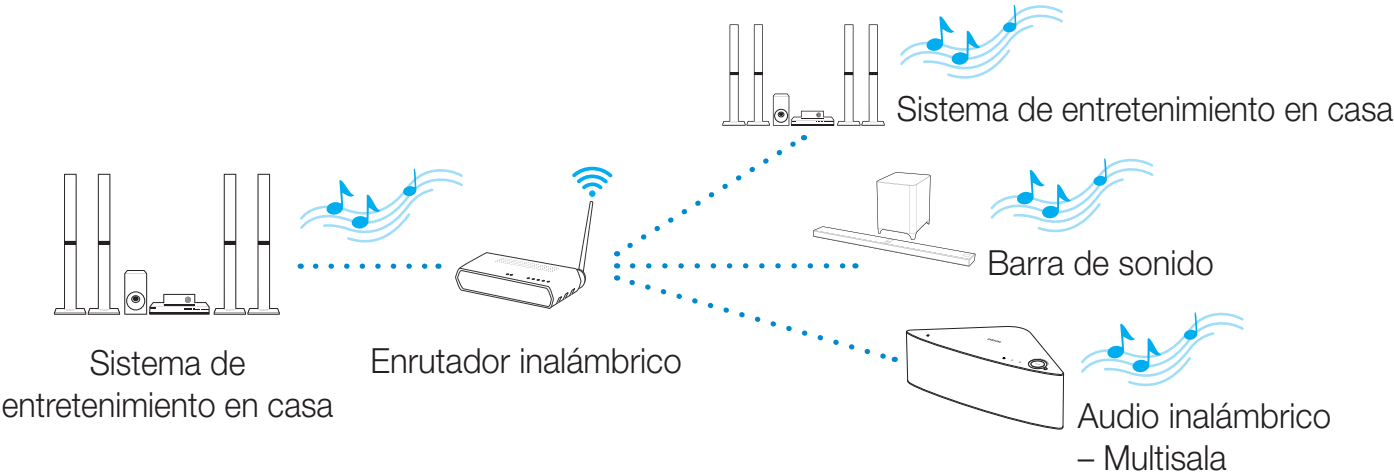 Sistema de entretenimiento en casa
Barra de sonido
Sistema de
entretenimiento en casa
Enrutador inalámbrico
Audio inalámbrico
– Multisala